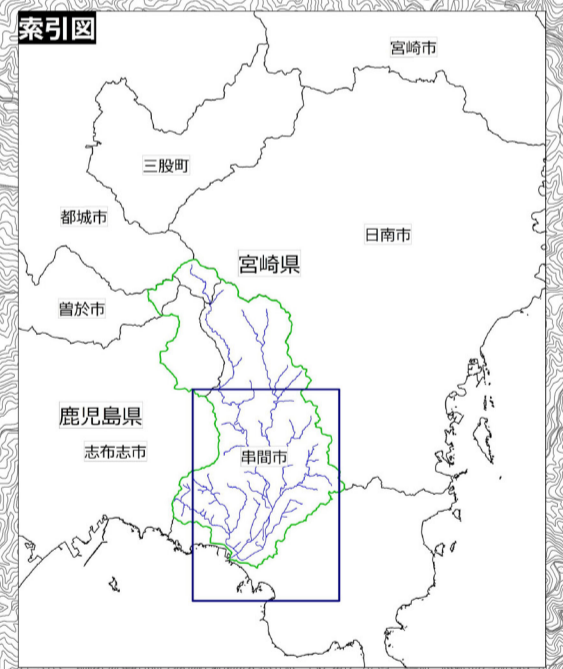 索引図
宮崎市
三股町
都城市
日南市
宮崎県
曽於市
鹿児島県
志布志市
串間市